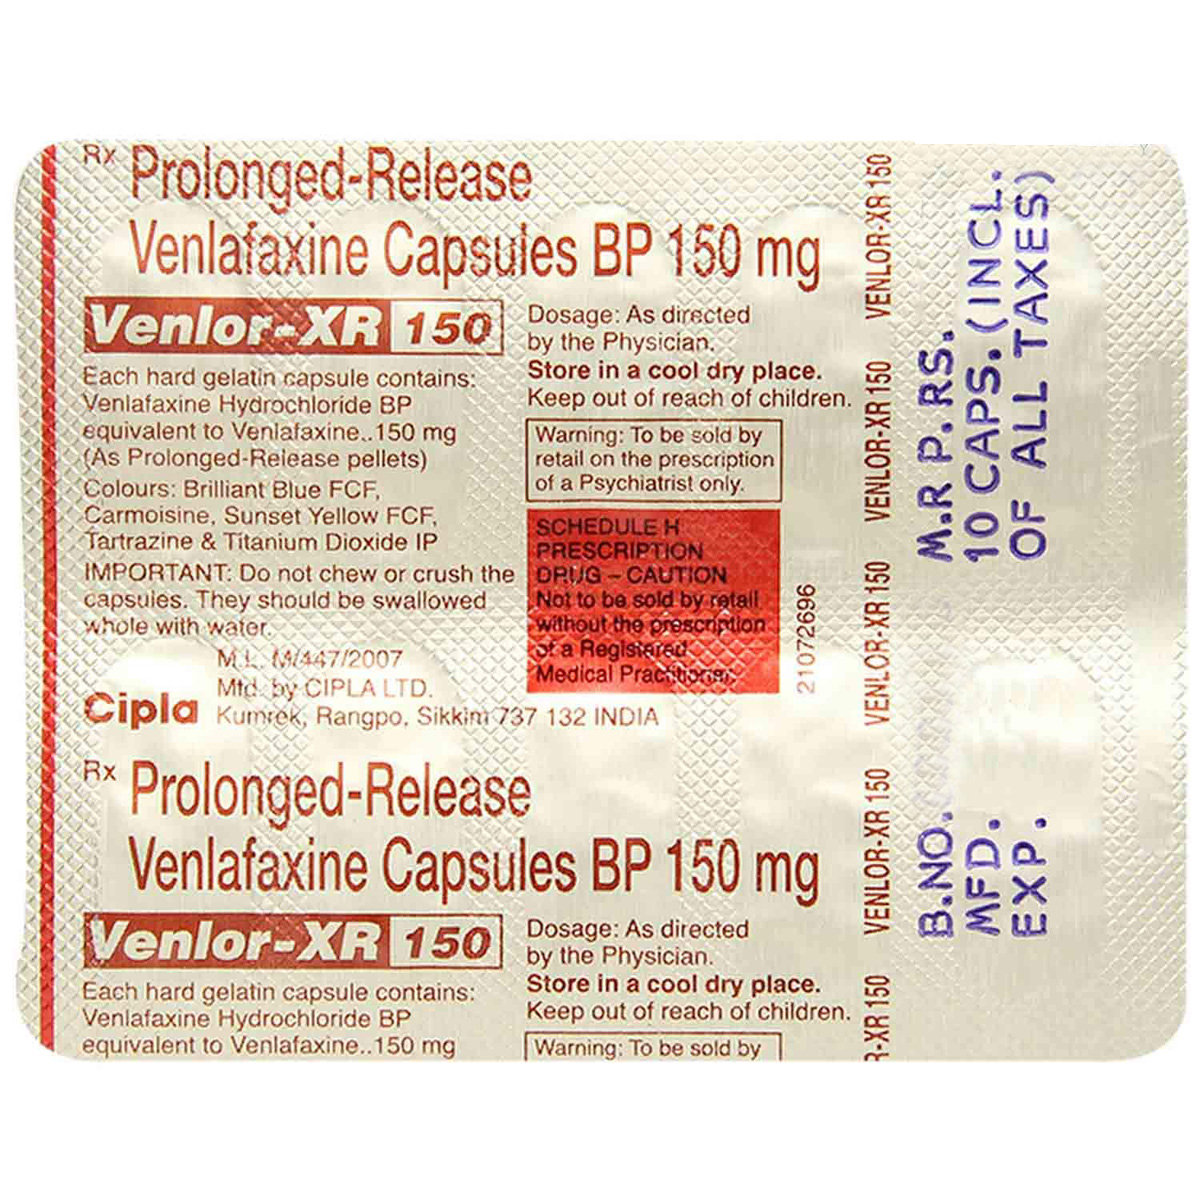 Rx Prolonged-Release
Venlafaxine Capsules BP 150 mg
Venlor-XR 150
Each hard gelatin capsule contains:
Venlafaxine Hydrochloride BP
equivalent to Venlafaxine..150 mg
(As Prolonged-Release pellets)
Colours: Brilliant Blue FCF,
Carmoisine, Sunset Yellow FCF,
Tartrazine & Titanium Dioxide IP
IMPORTANT: Do not chew or crush the
capsules. They should be swallowed
whole with water.
M.L. M/447/2007
Mfd. by CIPLA LTD.
Cipla Kumrek, Rangpo, Sikkim 737 132 INDIA
Dosage: As directed
by the Physician.
Store in a cool dry place.
Keep out of reach of children.
Warning: To be sold by
retail on the prescription
of a Psychiatrist only.
SCHEDULE H
PRESCRIPTION
DRUG – CAUTION
Not to be sold by retail
without the prescription
of a Registered
Medical Practitioner.
21072696
Rx Prolonged-Release
Venlafaxine Capsules BP 150 mg
Venlor-XR 150
Each hard gelatin capsule contains:
Venlafaxine Hydrochloride BP
equivalent to Venlafaxine..150 mg
Dosage: As directed
by the Physician.
Store in a cool dry place.
Keep out of reach of children.
Warning: To be sold by
R-XR 150 VENLOR-XR 150 VENLOR-XR 150 VENLOR-XR 150 VENLOR-XR 150
M.R P.RS.
10 CAPS.(INCL.
OF ALL TAXES)
B.NO.
MFD.
EXP.